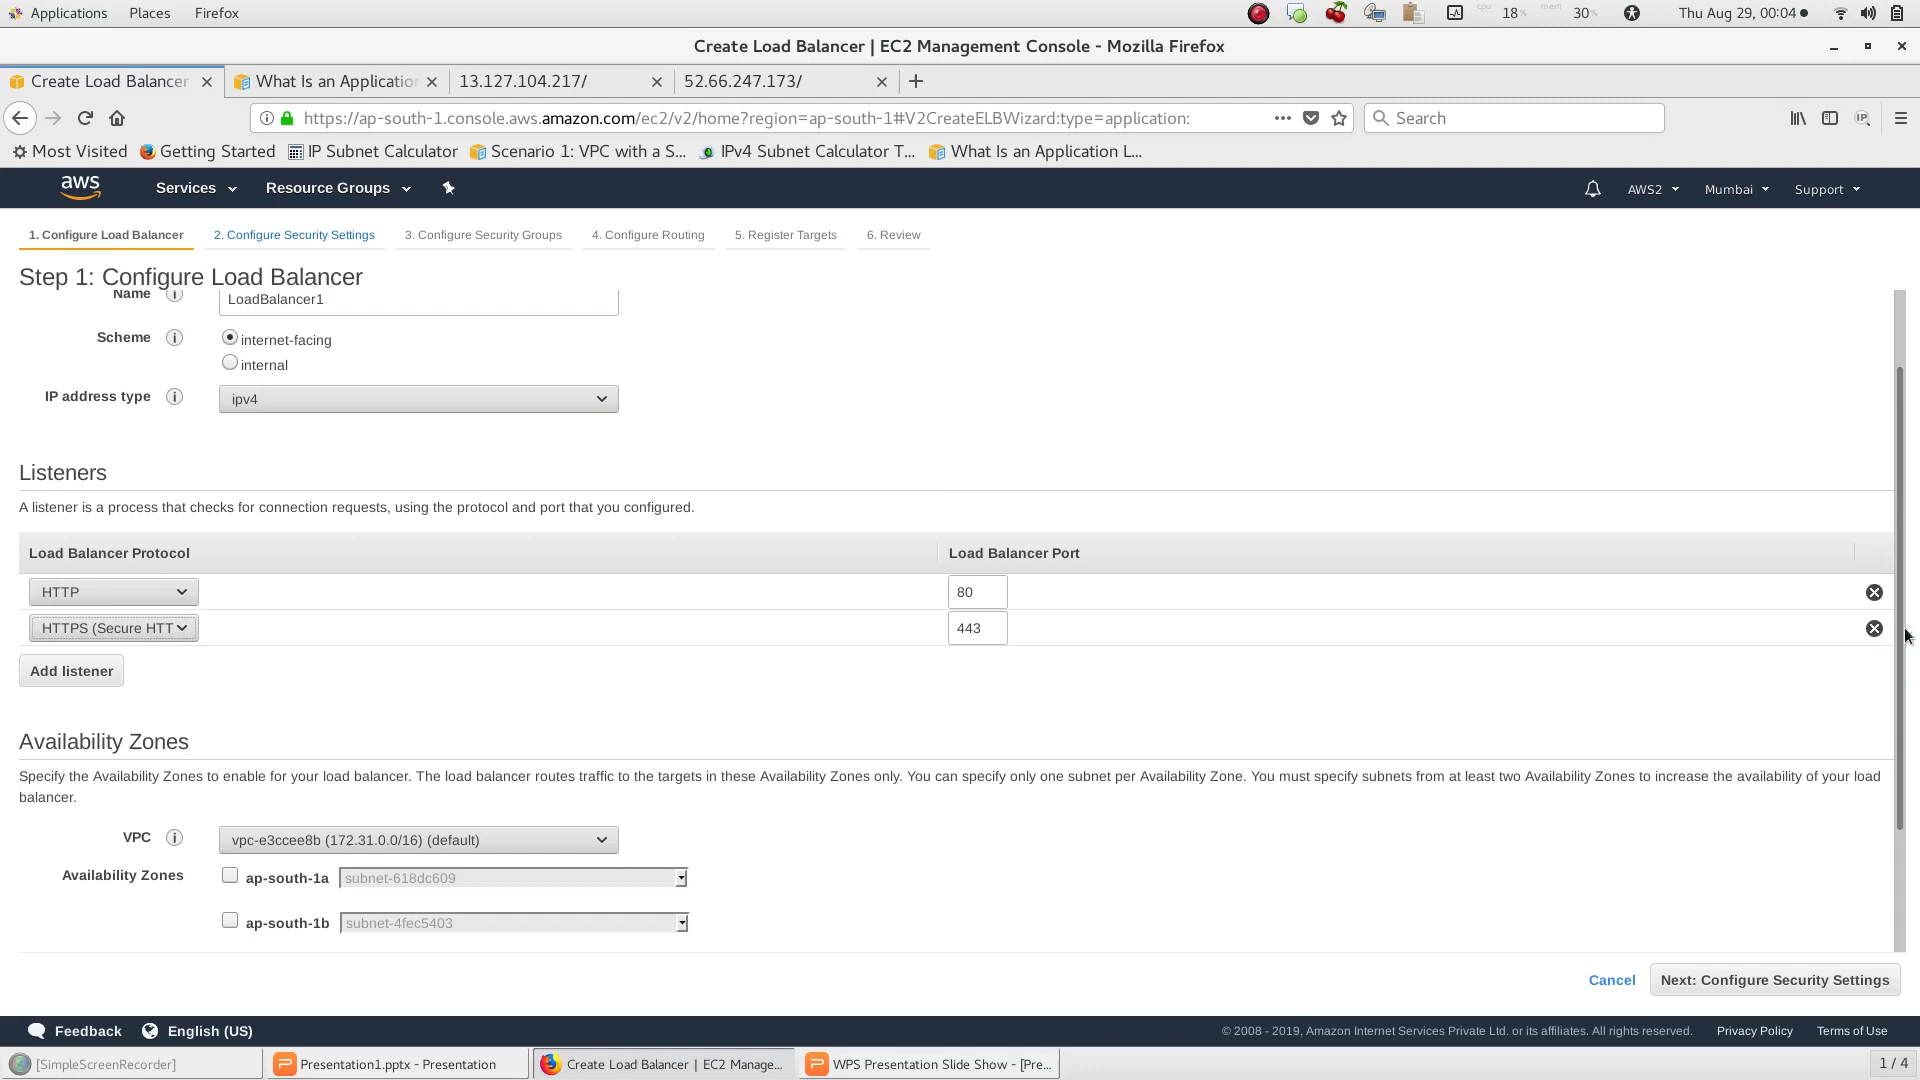 Applications Places Firefox cpu 18% mem 30% Thu Aug 29, 00:04
Create Load Balancer | EC2 Management Console - Mozilla Firefox
Create Load Balancer What Is an Application 13.127.104.217/ 52.66.247.173/
https://ap-south-1.console.aws.amazon.com/ec2/v2/home?region=ap-south-1#V2CreateELBWizard:type=application: Search IP
Most Visited Getting Started IP Subnet Calculator Scenario 1: VPC with a S... IPv4 Subnet Calculator T... What Is an Application L...
aws Services Resource Groups AWS2 Mumbai Support
1. Configure Load Balancer 2. Configure Security Settings 3. Configure Security Groups 4. Configure Routing 5. Register Targets 6. Review
Step 1: Configure Load Balancer
Name LoadBalancer1
Scheme internet-facing
internal
IP address type ipv4
Listeners
A listener is a process that checks for connection requests, using the protocol and port that you configured.
Load Balancer Protocol Load Balancer Port
HTTP 80
HTTPS (Secure HTT 443
Add listener
Availability Zones
Specify the Availability Zones to enable for your load balancer. The load balancer routes traffic to the targets in these Availability Zones only. You can specify only one subnet per Availability Zone. You must specify subnets from at least two Availability Zones to increase the availability of your load
balancer.
VPC vpc-e3ccee8b (172.31.0.0/16) (default)
Availability Zones ap-south-1a subnet-618dc609
ap-south-1b subnet-4fec5403
Cancel Next: Configure Security Settings
Feedback English (US) © 2008 - 2019, Amazon Internet Services Private Ltd. or its affiliates. All rights reserved. Privacy Policy Terms of Use
[SimpleScreenRecorder] Presentation1.pptx - Presentation Create Load Balancer | EC2 Manage... WPS Presentation Slide Show - [Pre... 1 / 4